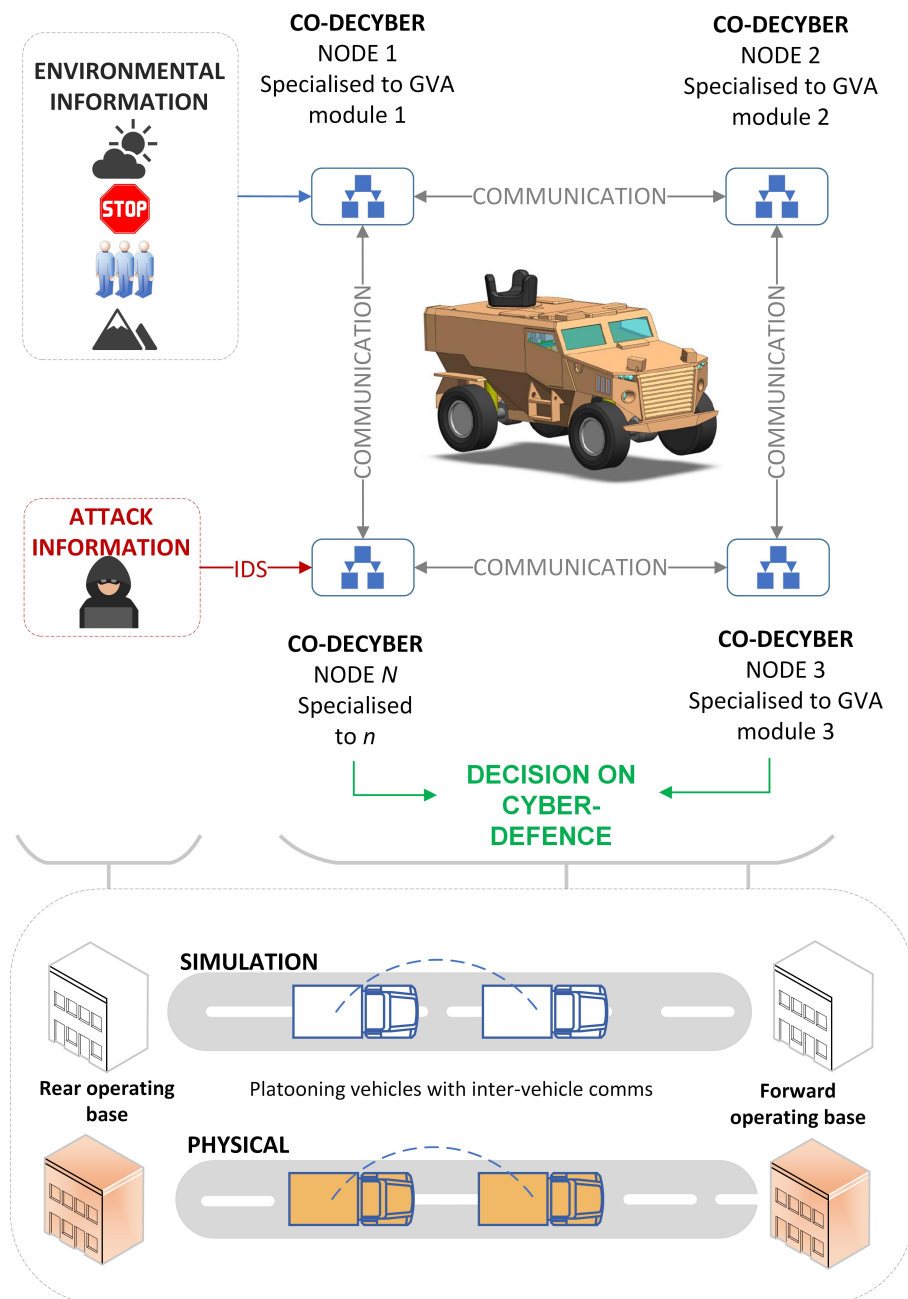 ENVIRONMENTAL
INFORMATION
STOP
CO-DECYBER
NODE 1
Specialised to GVA
module 1
CO-DECYBER
NODE 2
Specialised to GVA
module 2
COMMUNICATION
COMMUNICATION
COMMUNICATION
ATTACK
INFORMATION
IDS
COMMUNICATION
CO-DECYBER
NODE N
Specialised
to n
CO-DECYBER
NODE 3
Specialised to GVA
module 3
DECISION ON
CYBER-
DEFENCE
SIMULATION
Rear operating
base
Platooning vehicles with inter-vehicle comms
Forward
operating base
PHYSICAL